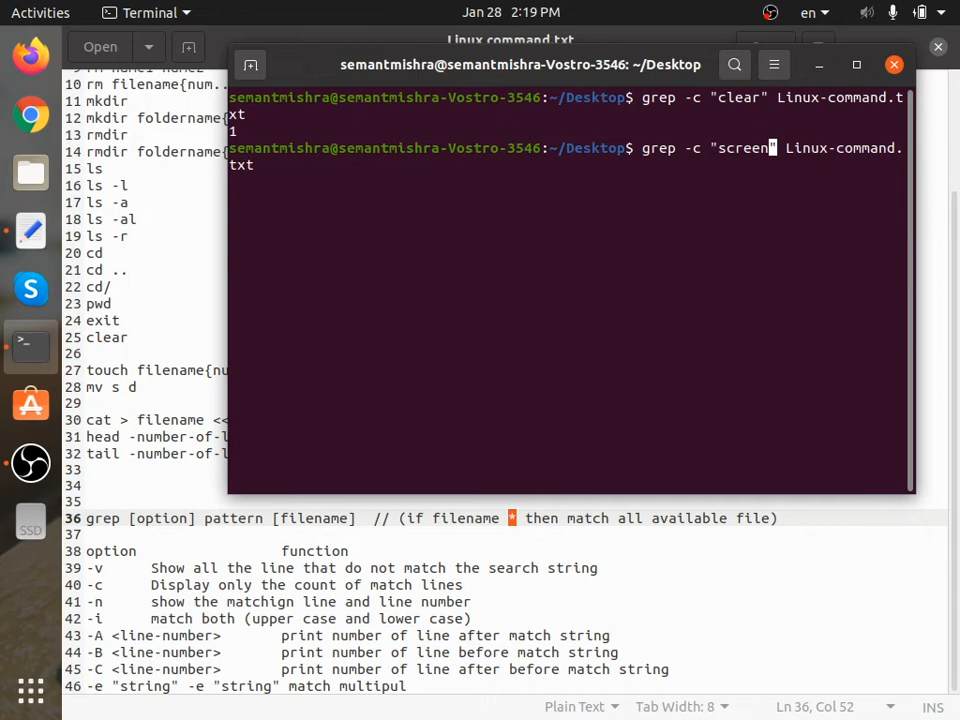 Activities Terminal Jan 28 2:19 PM en
Open Linux command.txt
semantmishra@semantmishra-Vostro-3546: ~/Desktop
semantmishra@semantmishra-Vostro-3546:~/Desktop$ grep -c "clear" Linux-command.t
xt
1
semantmishra@semantmishra-Vostro-3546:~/Desktop$ grep -c "screen" Linux-command.
txt
10 rm filename{num..
11 mkdir
12 mkdir foldername
13 rmdir
14 rmdir foldername
15 ls
16 ls -l
17 ls -a
18 ls -al
19 ls -r
20 cd
21 cd ..
22 cd/
23 pwd
24 exit
25 clear
26
27 touch filename{nu
28 mv s d
29
30 cat > filename <<
31 head -number-of-l
32 tail -number-of-l
33
34
35
36 grep [option] pattern [filename] // (if filename * then match all available file)
37
38 option function
39 -v Show all the line that do not match the search string
40 -c Display only the count of match lines
41 -n show the matchign line and line number
42 -i match both (upper case and lower case)
43 -A <line-number> print number of line after match string
44 -B <line-number> print number of line before match string
45 -C <line-number> print number of line after before match string
46 -e "string" -e "string" match multipul
Plain Text Tab Width: 8 Ln 36, Col 52 INS
S
SSD